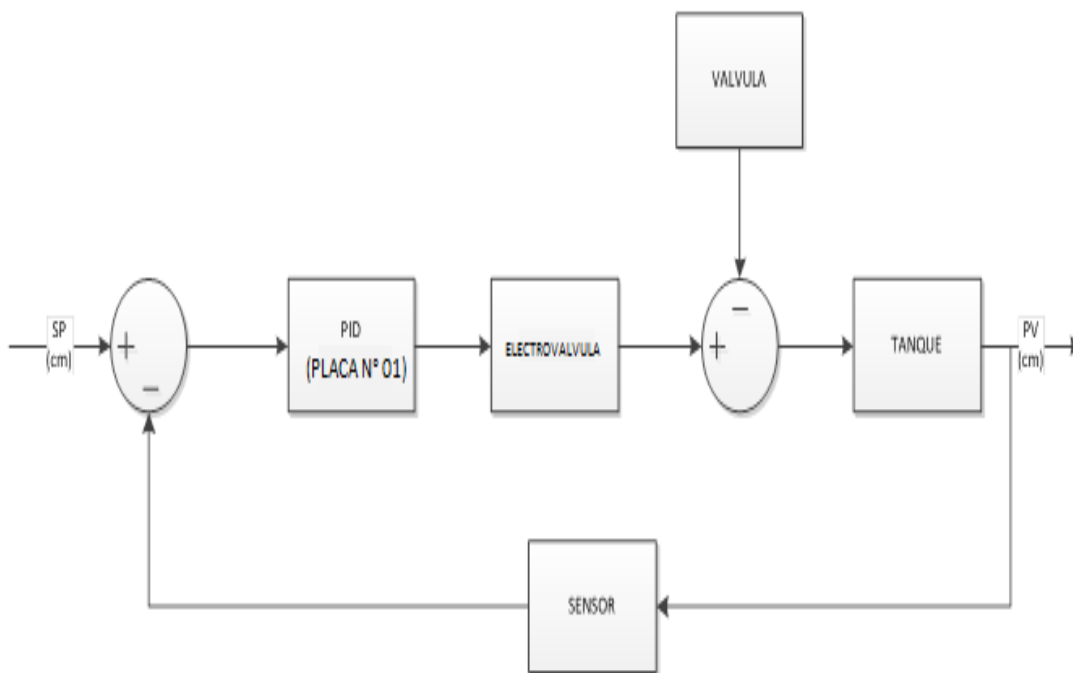 VALVULA
SP
(cm)
+
−
PID
(PLACA N° 01)
ELECTROVALVULA
−
+
TANQUE
PV
(cm)
SENSOR